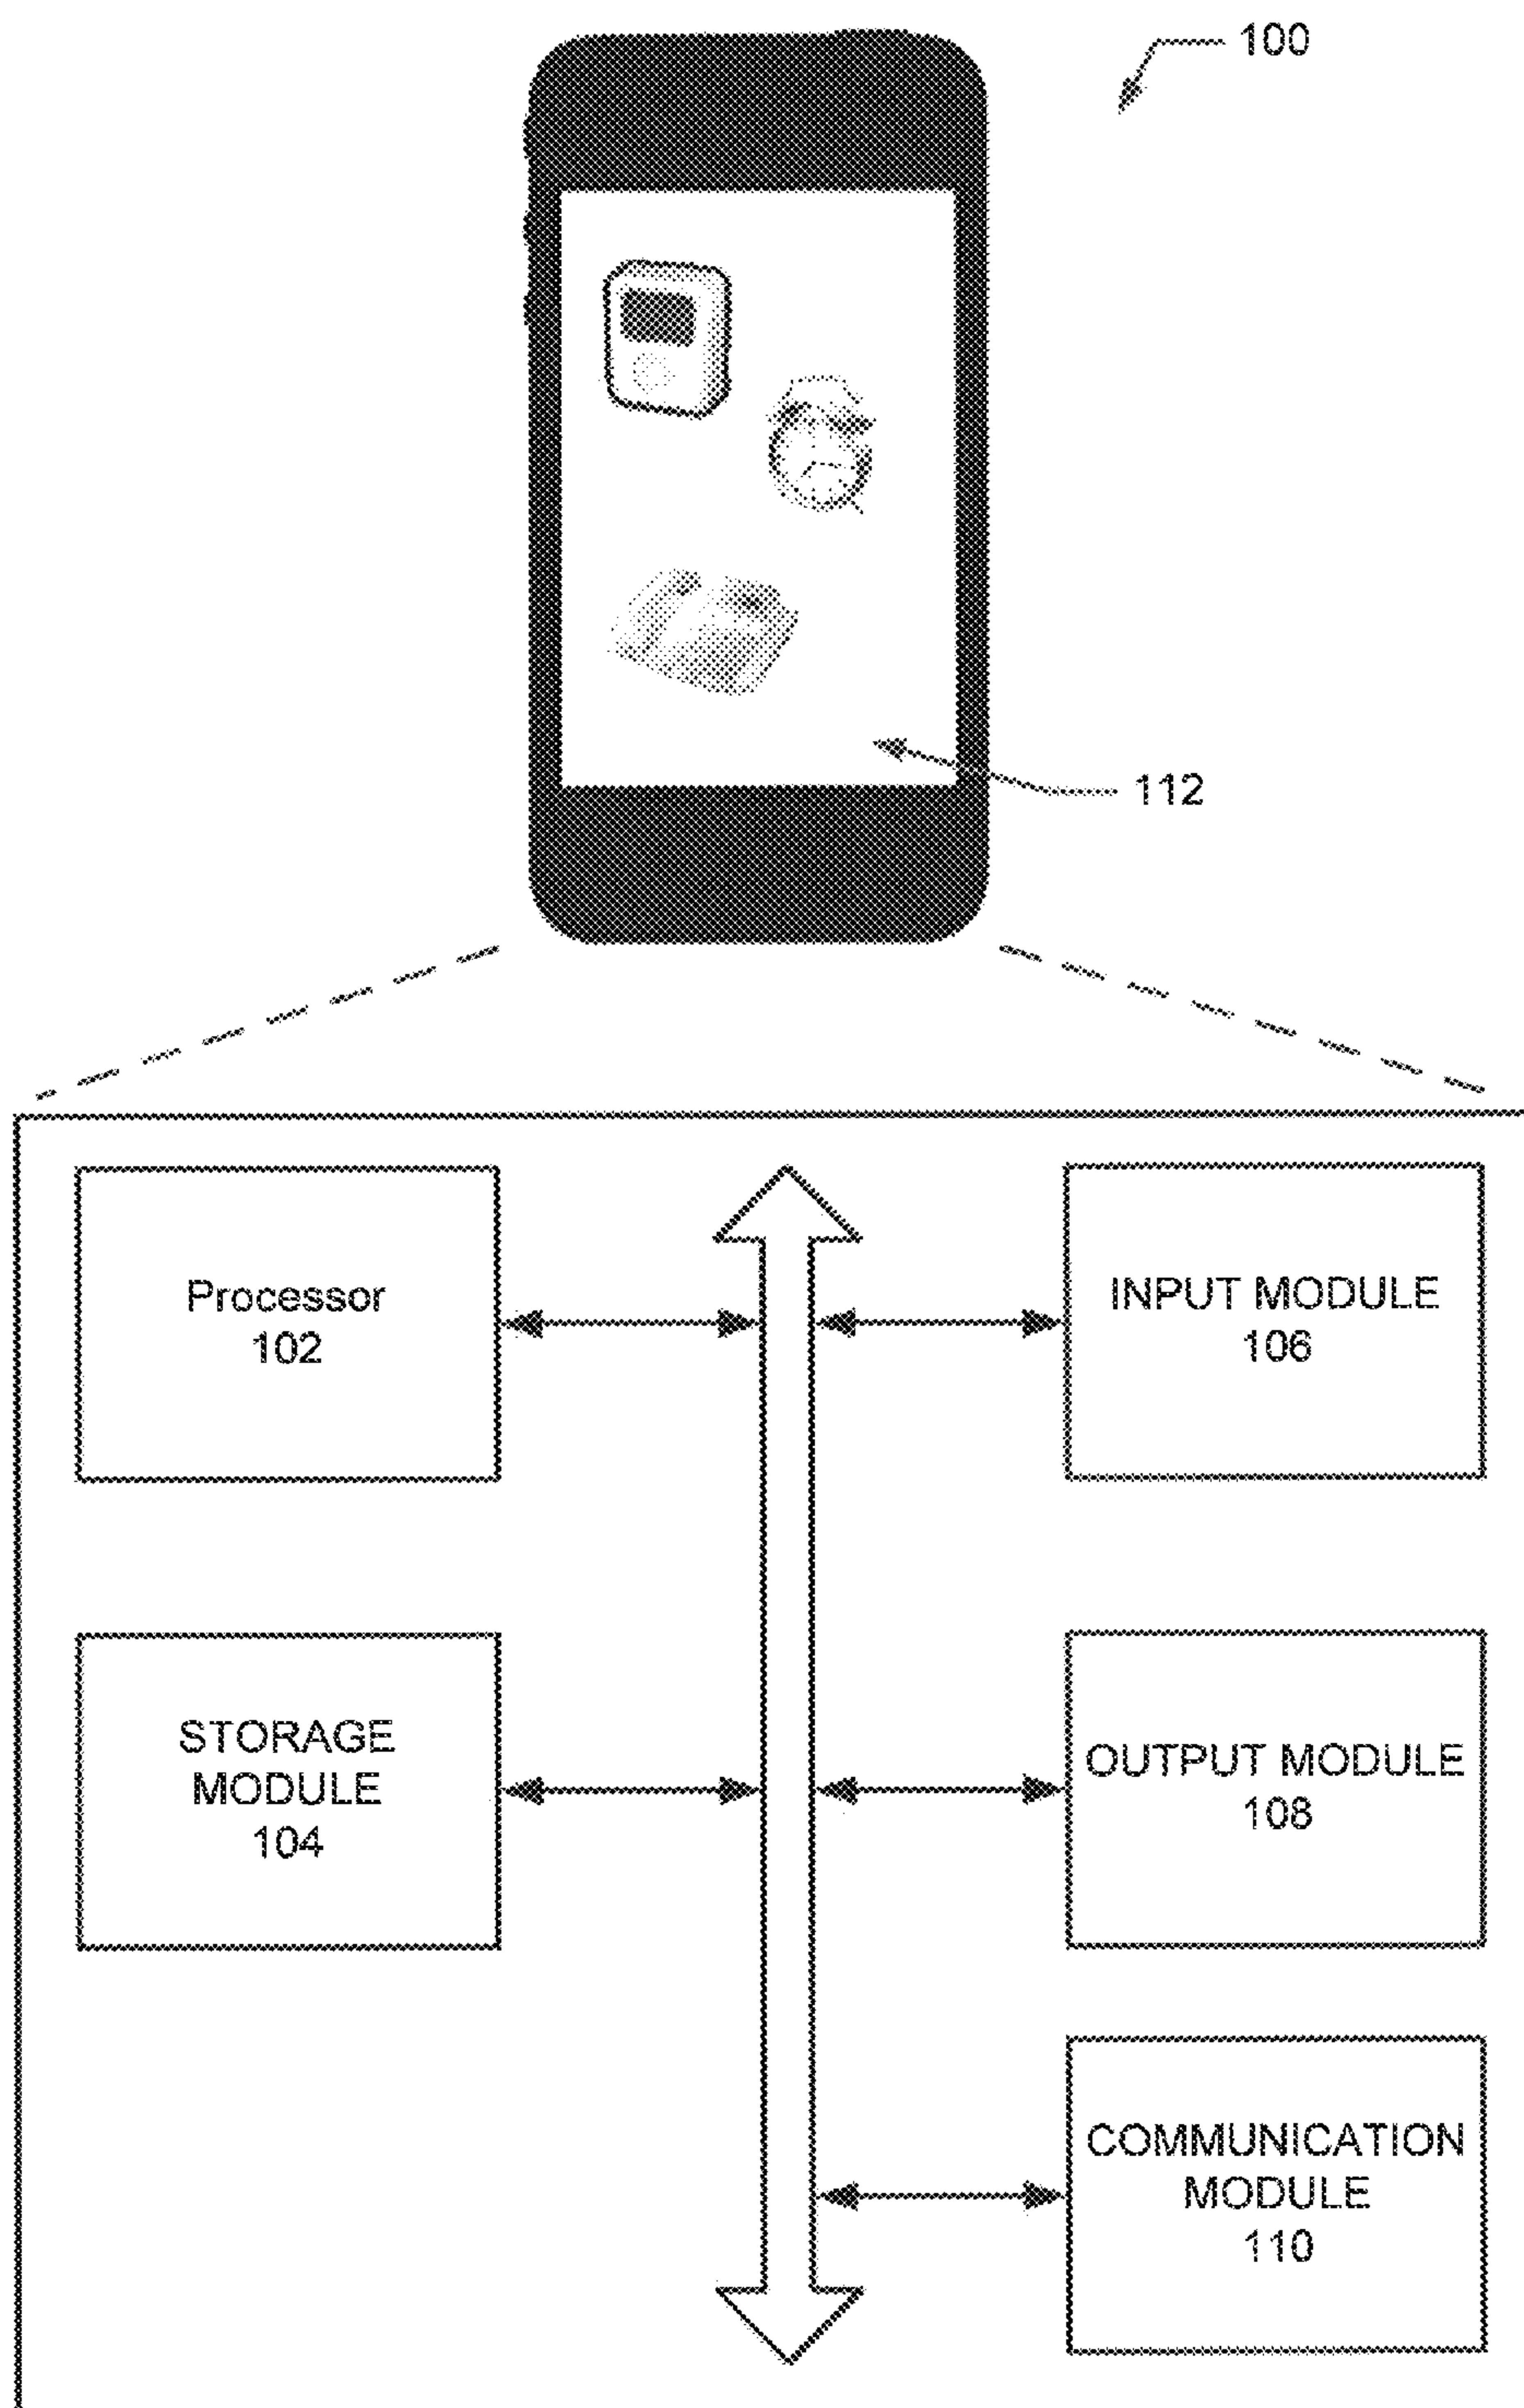 100
112
Processor
102
INPUT MODULE
106
STORAGE
MODULE
104
OUTPUT MODULE
108
COMMUNICATION
MODULE
110